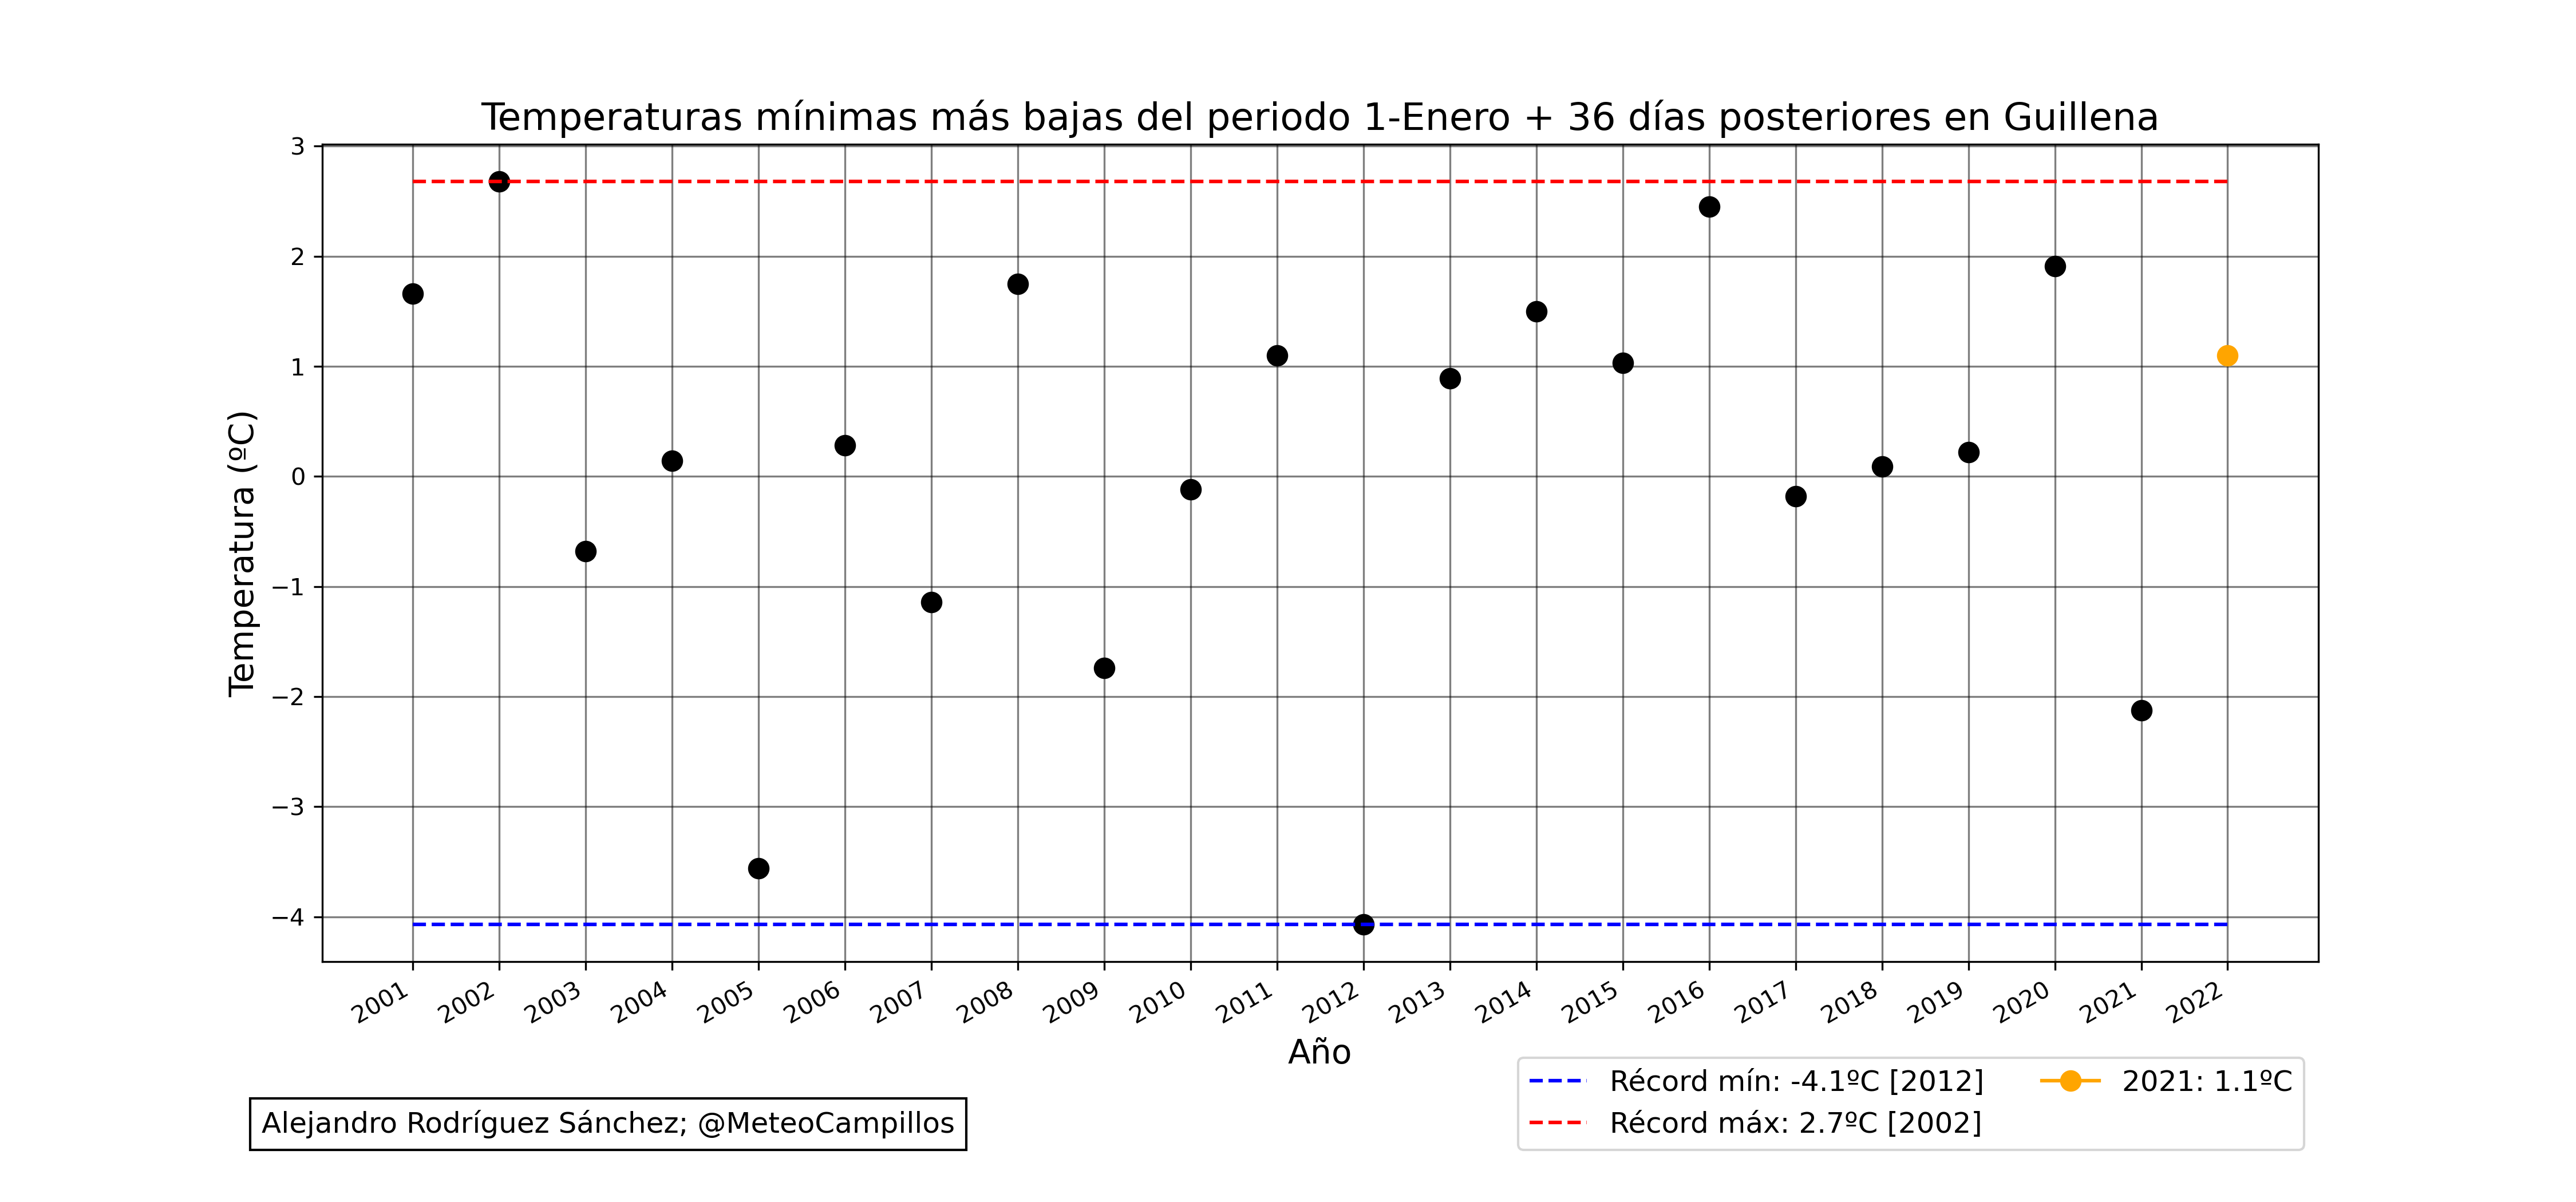 Temperaturas mínimas más bajas del periodo 1-Enero + 36 días posteriores en Guillena
3
2
1
0
−1
−2
−3
−4
Temperatura (ºC)
2001 2002 2003 2004 2005 2006 2007 2008 2009 2010 2011 2012 2013 2014 2015 2016 2017 2018 2019 2020 2021 2022
Año
Récord mín: -4.1ºC [2012]
Récord máx: 2.7ºC [2002]
2021: 1.1ºC
Alejandro Rodríguez Sánchez; @MeteoCampillos